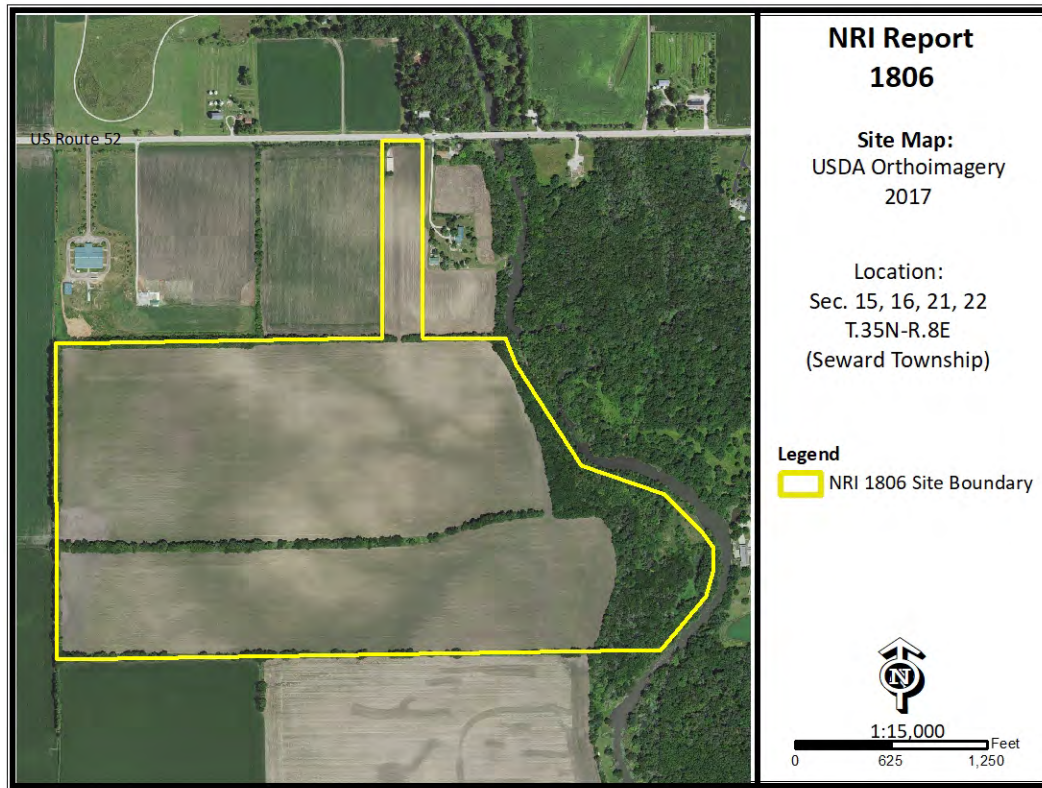 US Route 52
NRI Report
1806
Site Map:
USDA Orthoimagery
2017
Location:
Sec. 15, 16, 21, 22
T.35N-R.8E
(Seward Township)
Legend
NRI 1806 Site Boundary
N
1:15,000
Feet
0 625 1,250